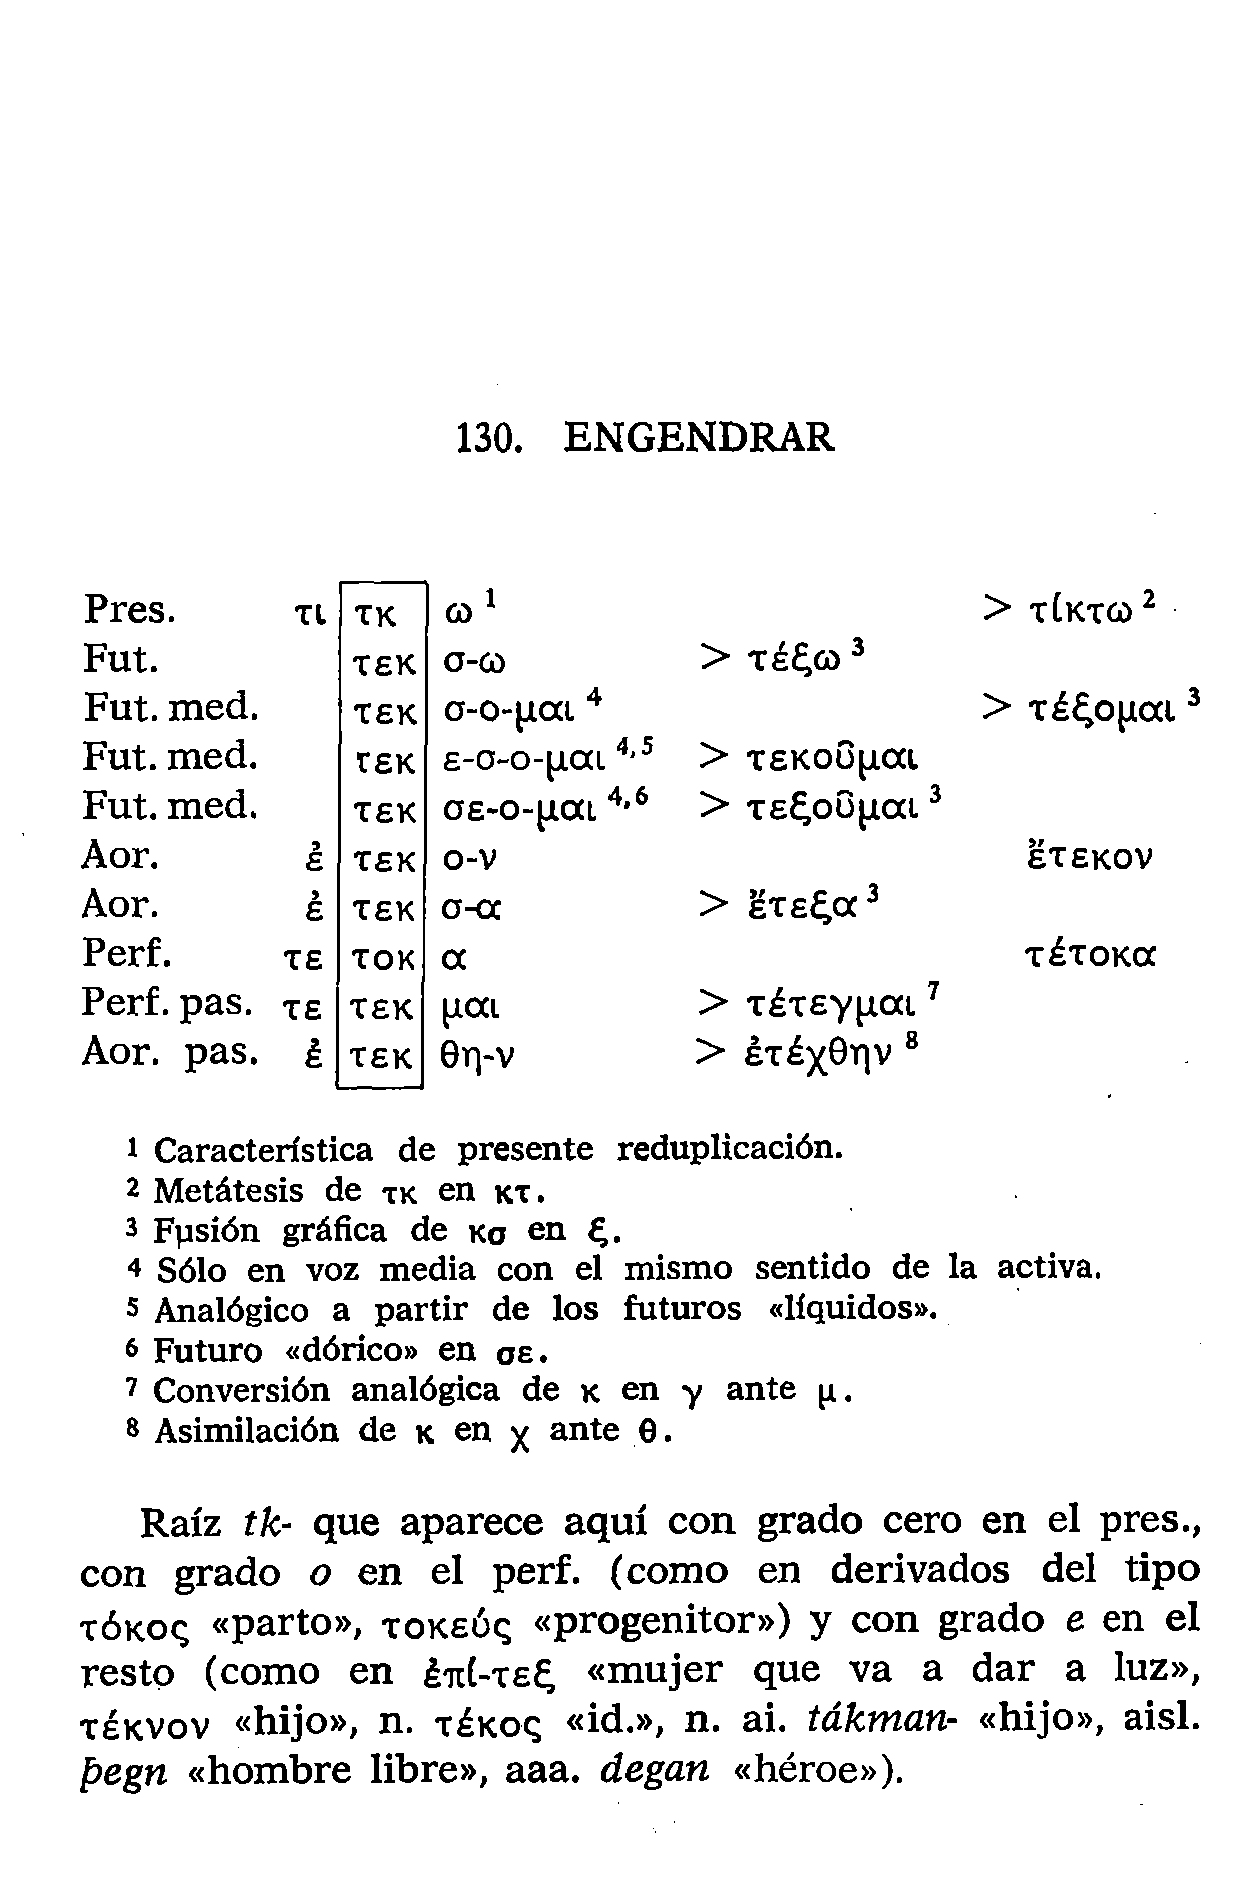 130. ENGENDRAR
Pres. τι τκ ω ¹ > τίκτω ²
Fut. τεκ σ-ω > τέξω ³
Fut. med. τεκ σ-ο-μαι ⁴ > τέξομαι ³
Fut. med. τεκ ε-σ-ο-μαι ⁴,⁵ > τεκοῦμαι
Fut. med. τεκ σε-ο-μαι ⁴,⁶ > τεξοῦμαι ³
Aor. ἐ τεκ ο-ν ἔτεκον
Aor. ἐ τεκ σ-α > ἔτεξα ³
Perf. τε τοκ α τέτοκα
Perf. pas. τε τεκ μαι > τέτεγμαι ⁷
Aor. pas. ἐ τεκ θη-ν > ἐτέχθην ⁸
¹ Característica de presente reduplicación.
² Metátesis de τκ en κτ.
³ Fusión gráfica de κσ en ξ.
⁴ Sólo en voz media con el mismo sentido de la activa.
⁵ Analógico a partir de los futuros «líquidos».
⁶ Futuro «dórico» en σε.
⁷ Conversión analógica de κ en γ ante μ.
⁸ Asimilación de κ en χ ante θ.
Raíz tk- que aparece aquí con grado cero en el pres.,
con grado o en el perf. (como en derivados del tipo
τόκος «parto», τοκεύς «progenitor») y con grado e en el
resto (como en ἐπί-τεξ «mujer que va a dar a luz»,
τέκνον «hijo», n. τέκος «id.», n. ai. tákman- «hijo», aisl.
þegn «hombre libre», aaa. degan «héroe»).